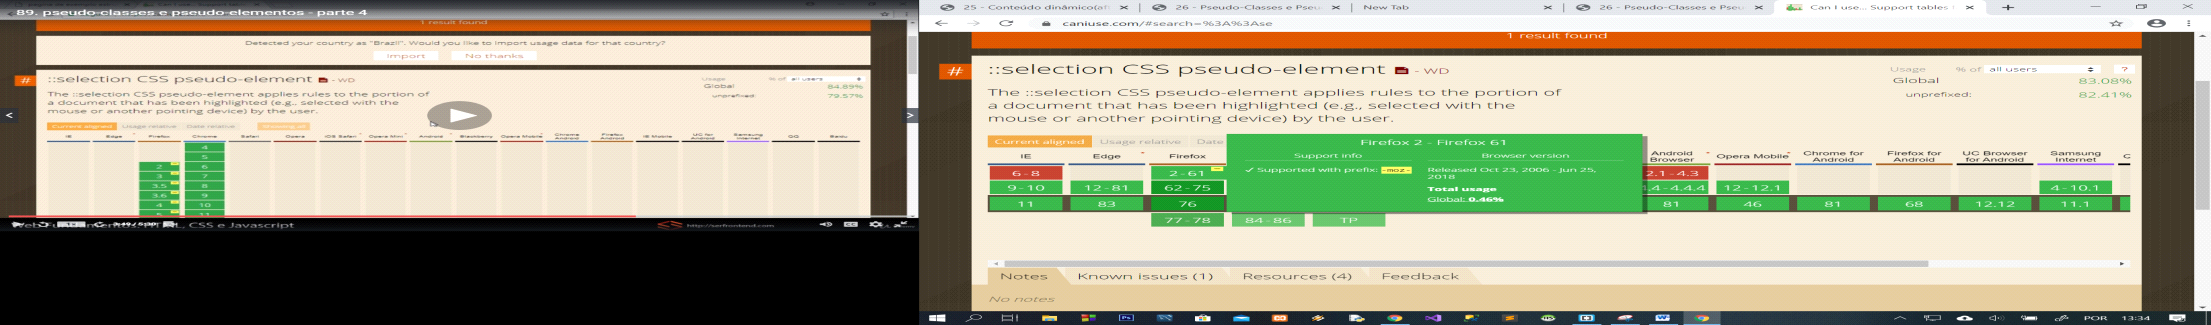 89. pseudo-classes e pseudo-elementos - parte 4
1 result found
Detected your country as "Brazil". Would you like to import usage data for that country?
Import No thanks
# ::selection CSS pseudo-element - WD
Usage % of all users
Global 84.89%
unprefixed: 79.57%
The ::selection CSS pseudo-element applies rules to the portion of
a document that has been highlighted (e.g., selected with the
mouse or another pointing device) by the user.
Current aligned Usage relative Date relative Showing all
IE Edge Firefox Chrome Safari Opera iOS Safari Opera Mini Android Blackberry Opera Mobile Chrome Android Firefox Android IE Mobile UC for Android Samsung Internet QQ Baidu
4
5
2 6
3 7
3.5 8
3.6 9
4 10
5 11
CSS e Javascript
http://serfrontend.com
25 - Conteúdo dinâmico(af
26 - Pseudo-Classes e Pseu
New Tab
26 - Pseudo-Classes e Pseu
Can I use... Support tables
caniuse.com/#search=%3A%3Ase
1 result found
# ::selection CSS pseudo-element - WD
Usage % of all users ?
Global 83.08%
unprefixed: 82.41%
The ::selection CSS pseudo-element applies rules to the portion of
a document that has been highlighted (e.g., selected with the
mouse or another pointing device) by the user.
Current aligned Usage relative Date
IE Edge Firefox Android Browser Opera Mobile Chrome for Android Firefox for Android UC Browser for Android Samsung Internet
6-8 2-61 2.1-4.3
9-10 12-81 62-75 4.4-4.4.4 12-12.1 4-10.1
11 83 76 81 46 81 68 12.12 11.1
77-78 84-86 TP
Firefox 2 - Firefox 61
Support info
✓ Supported with prefix: -moz-
Browser version
Released Oct 23, 2006 - Jun 25,
2018
Total usage
Global: 0.46%
Notes Known issues (1) Resources (4) Feedback
No notes
POR 13:34